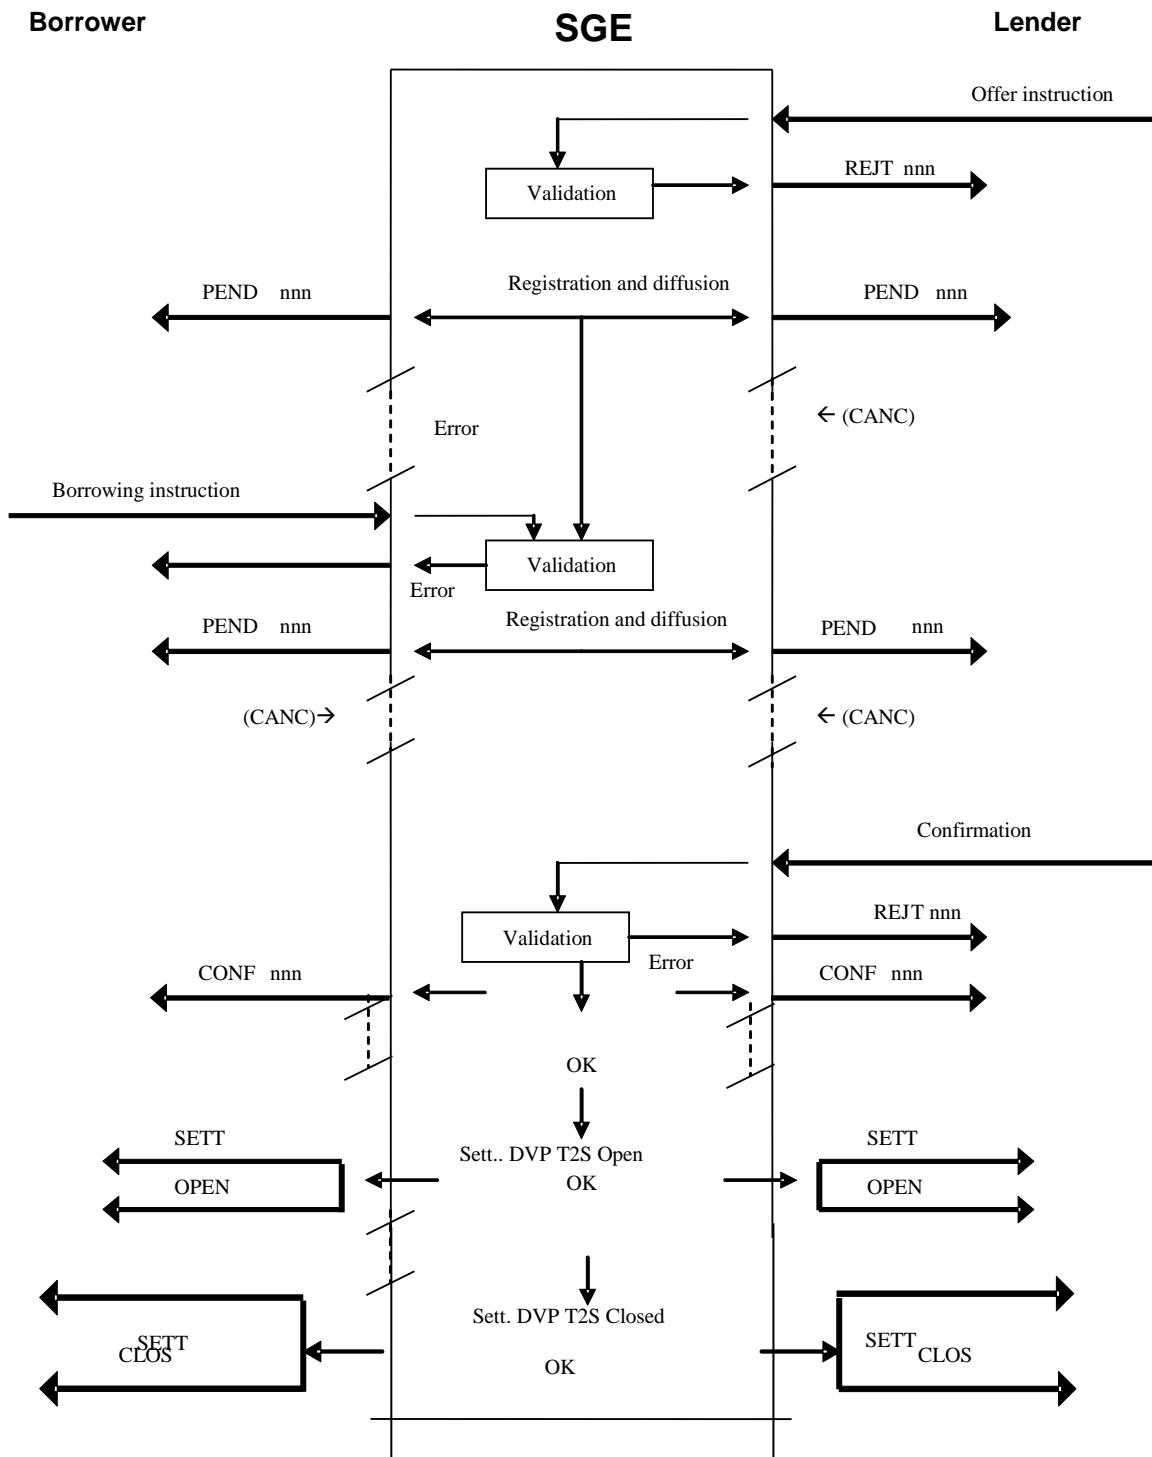 Borrower
SGE
Lender
Offer instruction
REJT nnn
Validation
Registration and diffusion
PEND nnn
PEND nnn
← (CANC)
Error
Borrowing instruction
Validation
Error
Registration and diffusion
PEND nnn
PEND nnn
(CANC)→
← (CANC)
Confirmation
REJT nnn
Validation
Error
CONF nnn
CONF nnn
OK
SETT
SETT
Sett.. DVP T2S Open
OK
OPEN
OPEN
Sett. DVP T2S Closed
SETT
CLOS
SETT
CLOS
OK